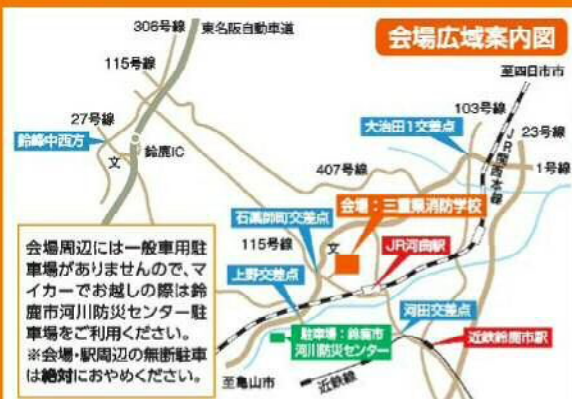 306号線
東名阪自動車道
会場広域案内図
115号線
至四日市市
27号線
103号線
23号線
大治田1交差点
鈴峰中西方
文
鈴鹿IC
JR関西本線
407号線
1号線
石薬師町交差点
会場：三重県消防学校
115号線
文
JR河曲駅
上野交差点
河田交差点
駐車場：鈴鹿市
河川防災センター
近鉄鈴鹿市駅
至亀山市
近鉄線
会場周辺には一般車用駐
車場がありませんので、マ
イカーでお越しの際は鈴
鹿市河川防災センター駐
車場をご利用ください。
※会場・駅周辺の無断駐車
は絶対におやめください。